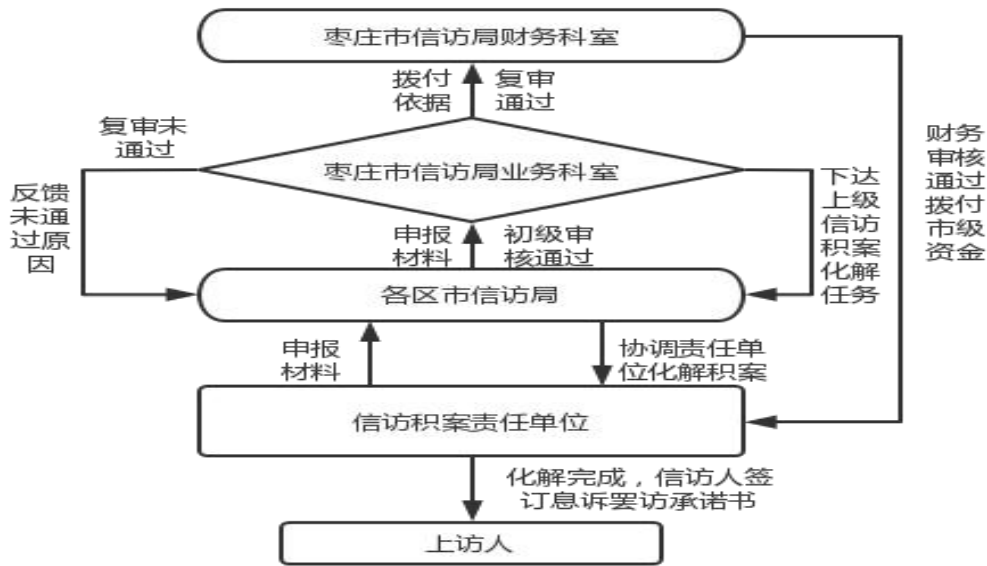 枣庄市信访局财务科室
拨付
依据
复审
通过
复审未
通过
枣庄市信访局业务科室
财务
审核
通过
拨付
市级
资金
反馈
未通
过原
因
下达
上级
信访
积案
化解
任务
申报
材料
初级审
核通过
各区市信访局
申报
材料
协调责任单
位化解积案
信访积案责任单位
化解完成，信访人签
订息诉罢访承诺书
上访人